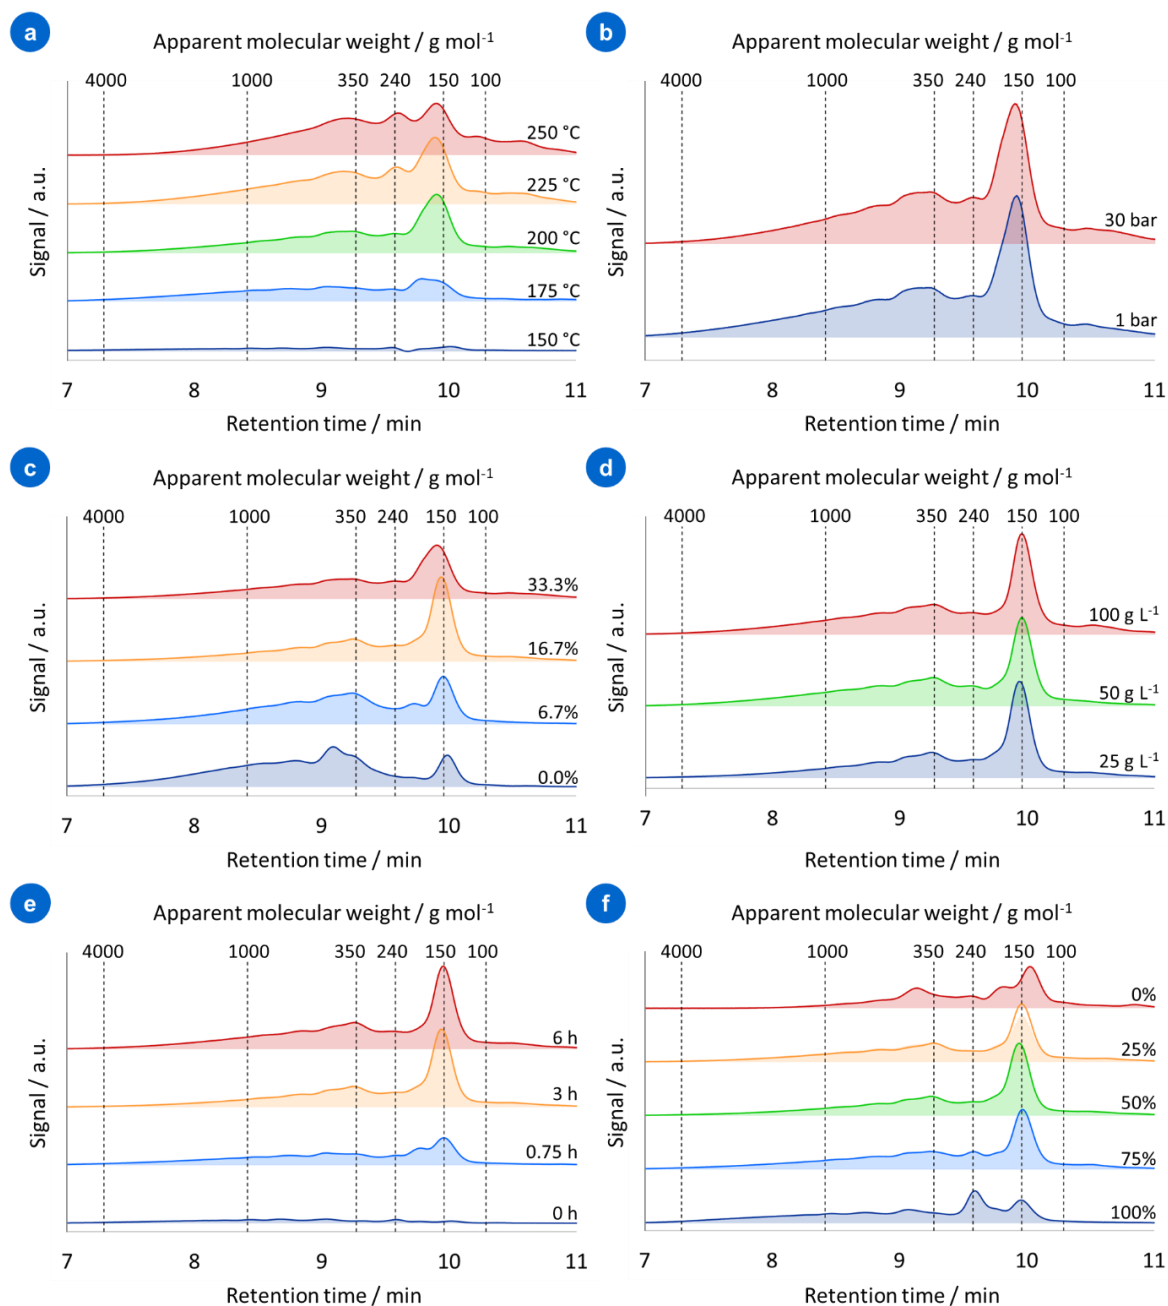 a
Apparent molecular weight / g mol⁻¹
4000 1000 350 240 150 100
Signal / a.u.
250 °C
225 °C
200 °C
175 °C
150 °C
7 8 9 10 11
Retention time / min
b
Apparent molecular weight / g mol⁻¹
4000 1000 350 240 150 100
Signal / a.u.
30 bar
1 bar
7 8 9 10 11
Retention time / min
c
Apparent molecular weight / g mol⁻¹
4000 1000 350 240 150 100
Signal / a.u.
33.3%
16.7%
6.7%
0.0%
7 8 9 10 11
Retention time / min
d
Apparent molecular weight / g mol⁻¹
4000 1000 350 240 150 100
Signal / a.u.
100 g L⁻¹
50 g L⁻¹
25 g L⁻¹
7 8 9 10 11
Retention time / min
e
Apparent molecular weight / g mol⁻¹
4000 1000 350 240 150 100
Signal / a.u.
6 h
3 h
0.75 h
0 h
7 8 9 10 11
Retention time / min
f
Apparent molecular weight / g mol⁻¹
4000 1000 350 240 150 100
Signal / a.u.
0%
25%
50%
75%
100%
7 8 9 10 11
Retention time / min